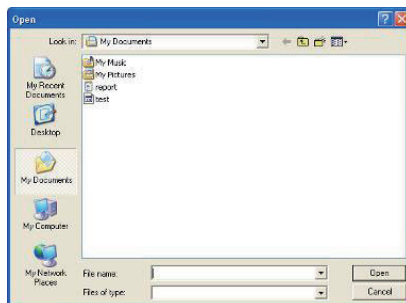 Open
Look in: My Documents
My Recent
Documents
Desktop
My Documents
My Computer
My Network
Places
My Music
My Pictures
report
test
File name:
Open
Files of type:
Cancel